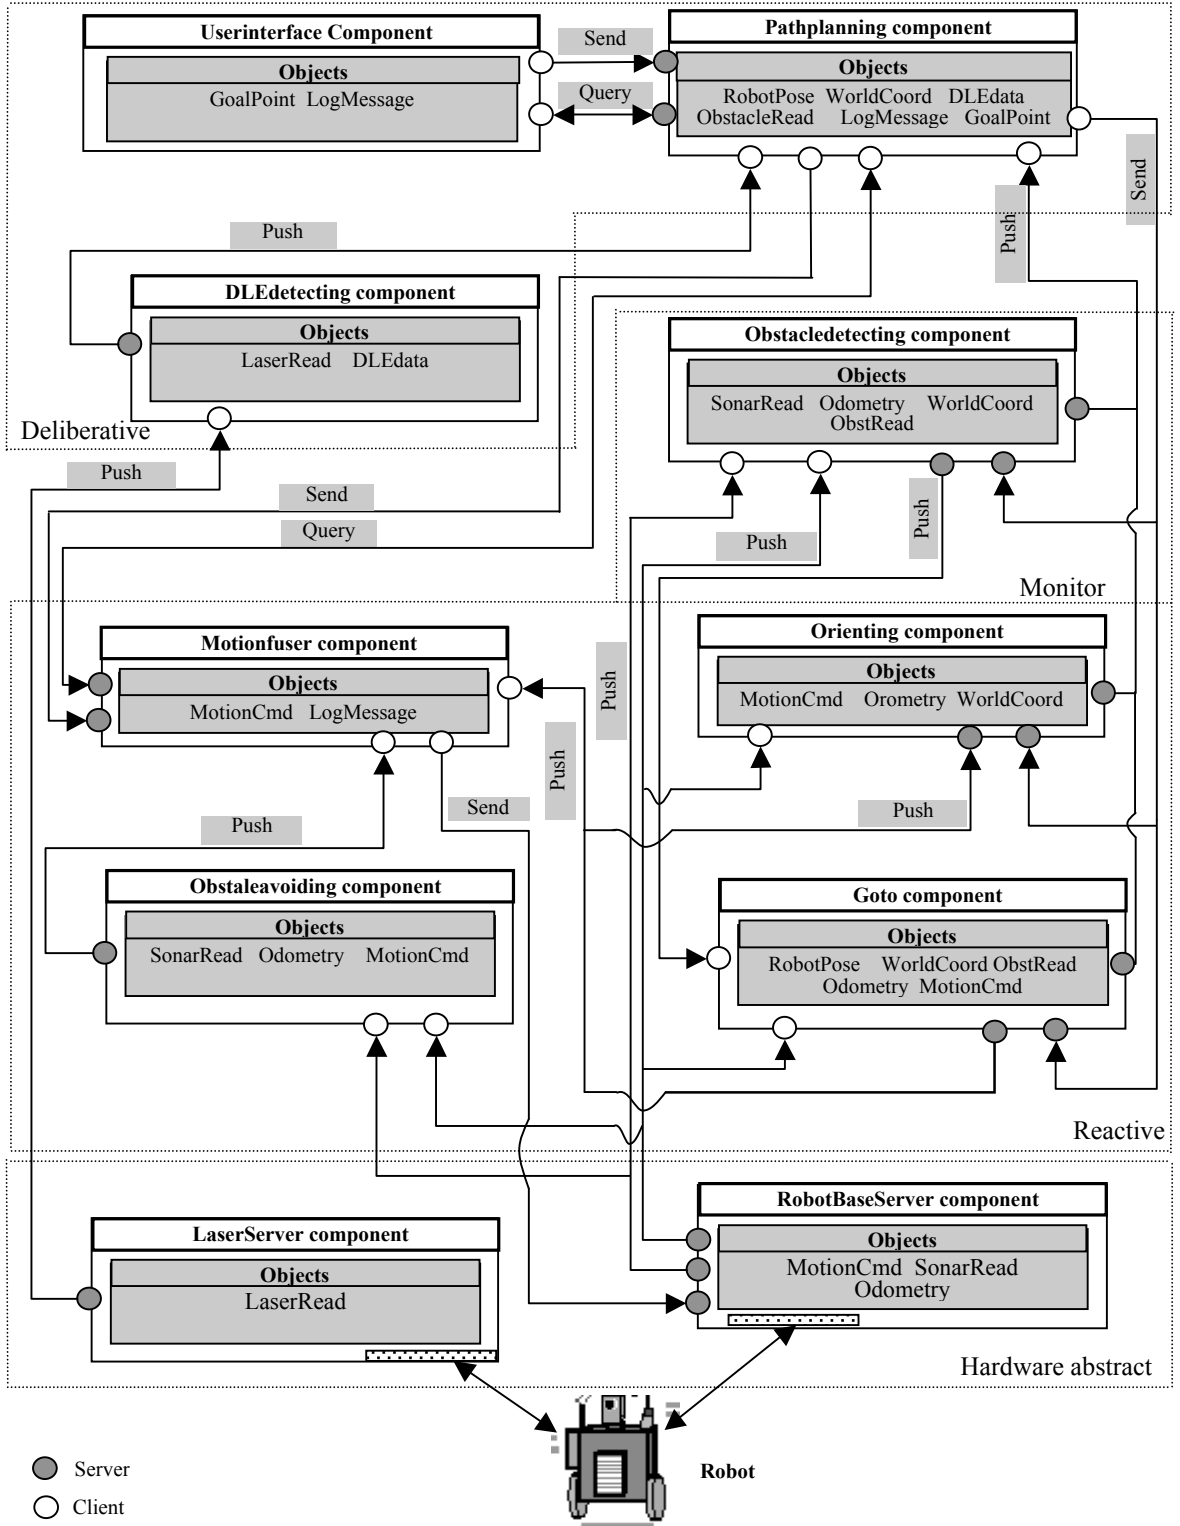 Userinterface Component
Objects
GoalPoint LogMessage
Send
Query
Pathplanning component
Objects
RobotPose WorldCoord DLEdata
ObstacleRead LogMessage GoalPoint
Send
Push
Push
DLEdetecting component
Objects
LaserRead DLEdata
Deliberative
Obstacledetecting component
Objects
SonarRead Odometry WorldCoord
ObstRead
Push
Send
Query
Push
Push
Monitor
Motionfuser component
Objects
MotionCmd LogMessage
Push
Push
Orienting component
Objects
MotionCmd Orometry WorldCoord
Send
Push
Push
Obstaleavoiding component
Objects
SonarRead Odometry MotionCmd
Goto component
Objects
RobotPose WorldCoord ObstRead
Odometry MotionCmd
Reactive
LaserServer component
Objects
LaserRead
RobotBaseServer component
Objects
MotionCmd SonarRead
Odometry
Hardware abstract
Server
Client
Robot